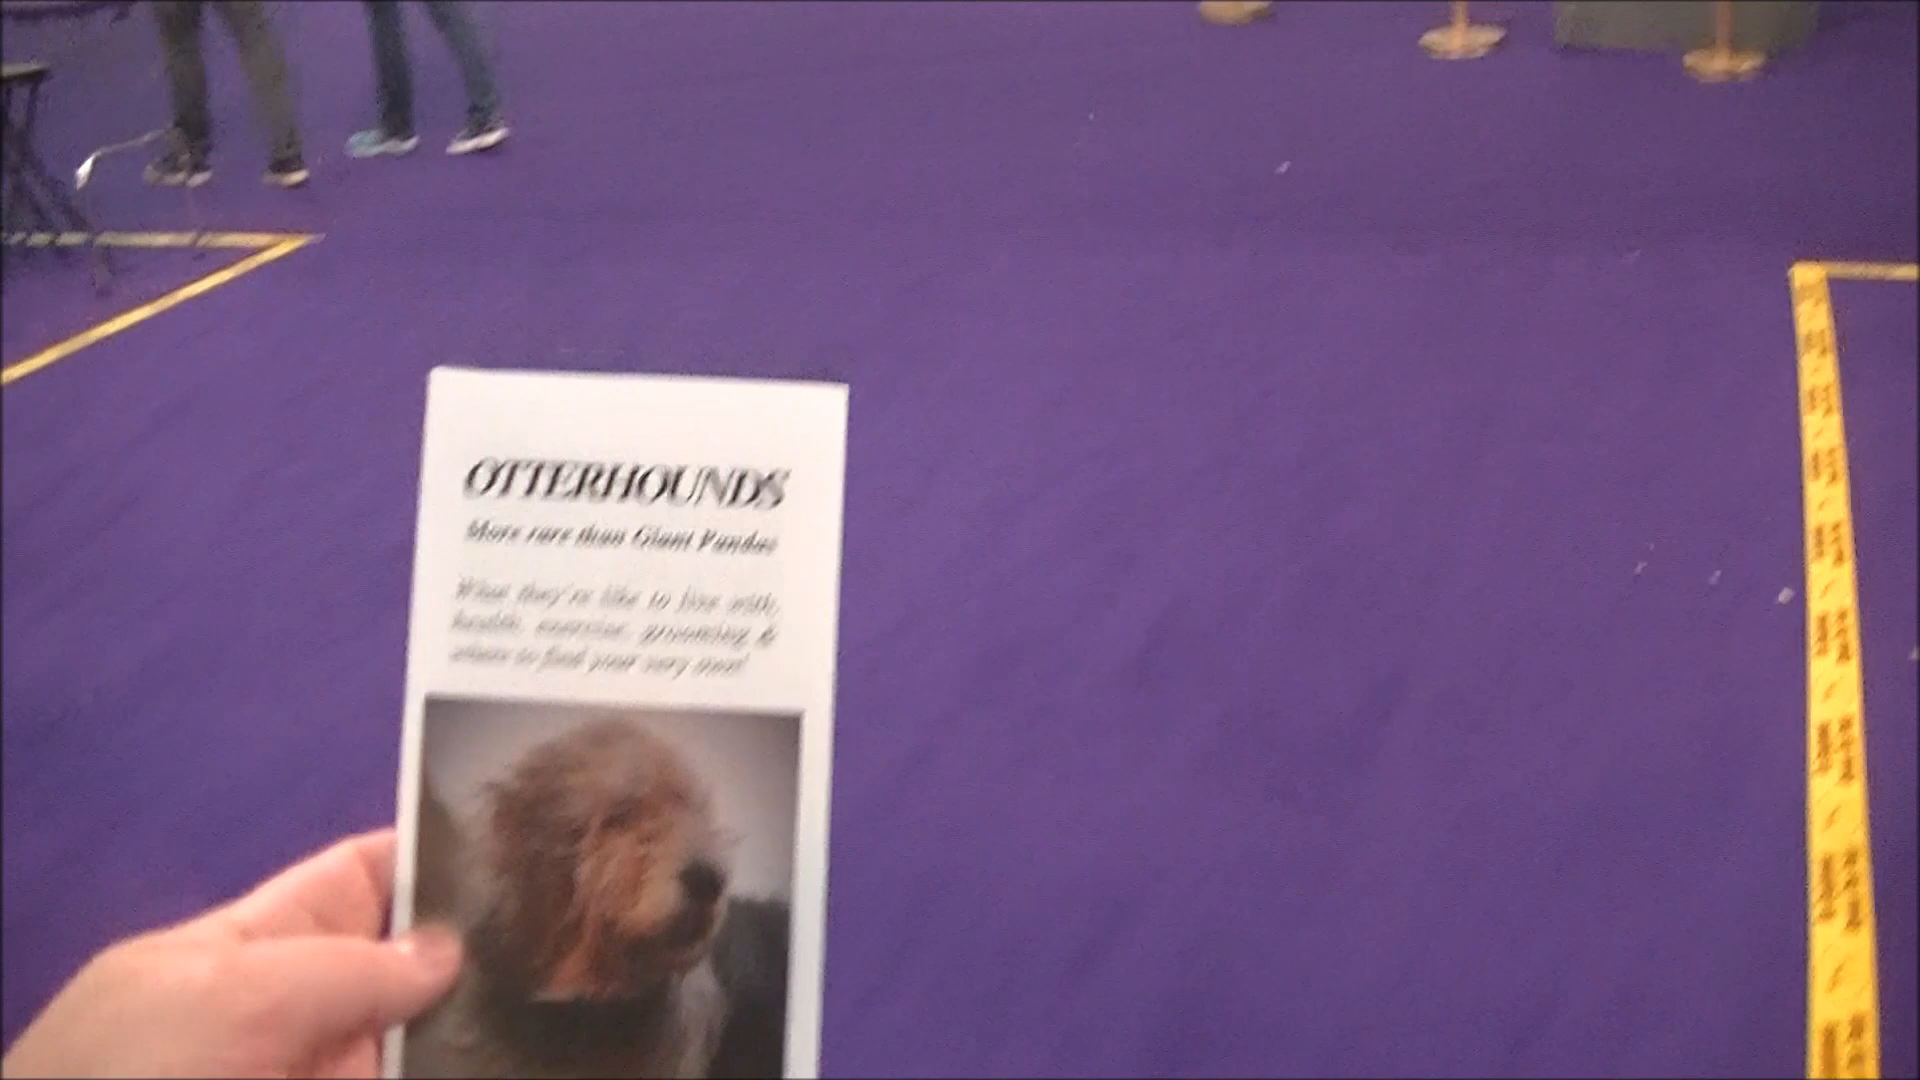 OTTERHOUNDS
More rare than Giant Pandas
What they're like to live with,
health, exercise, grooming &
where to find your very own!